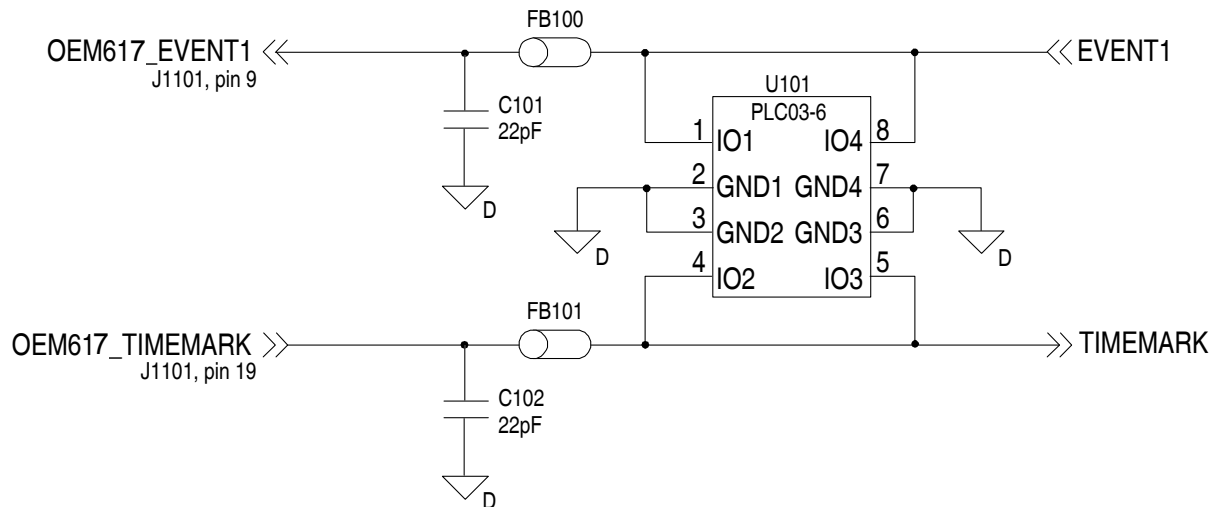 FB100
OEM617_EVENT1
J1101, pin 9
EVENT1
C101
22pF
D
U101
PLC03-6
1 IO1 IO4 8
2 GND1 GND4 7
3 GND2 GND3 6
4 IO2 IO3 5
D
D
FB101
OEM617_TIMEMARK
J1101, pin 19
TIMEMARK
C102
22pF
D